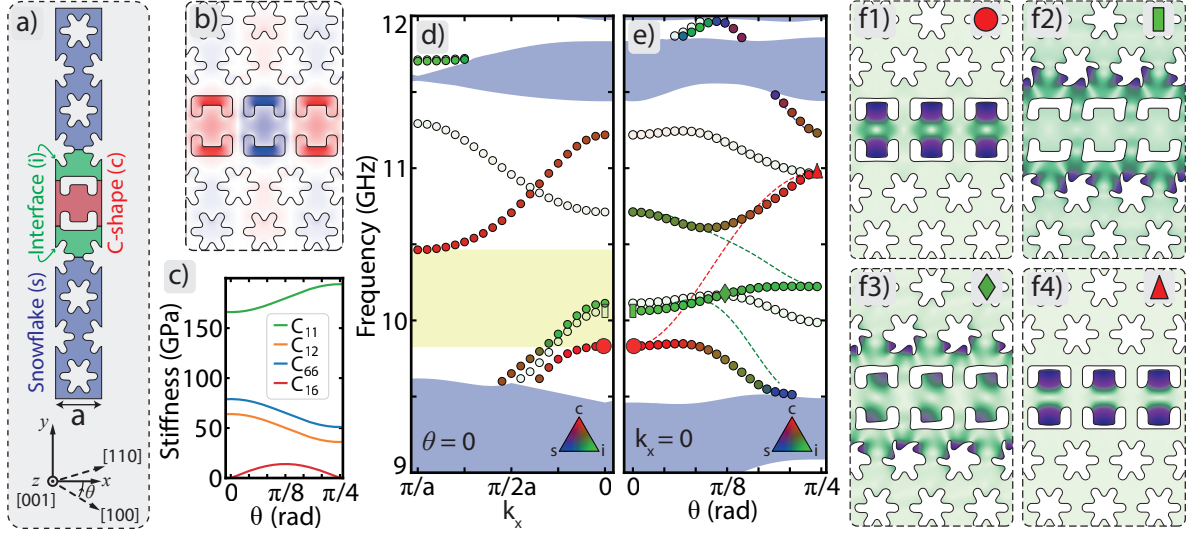 a)
Interface (i)
C-shape (c)
Snowflake (s)
a
y
x
z
θ
[110]
[001]
[100]
b)
c)
Stiffness (GPa)
150
100
50
0
C11
C12
C66
C16
0 π/8 π/4
θ (rad)
d)
Frequency (GHz)
12
11
10
9
θ = 0
c
s i
π/a π/2a 0
kx
e)
kx = 0
c
s i
0 π/8 π/4
θ (rad)
f1)
f2)
f3)
f4)